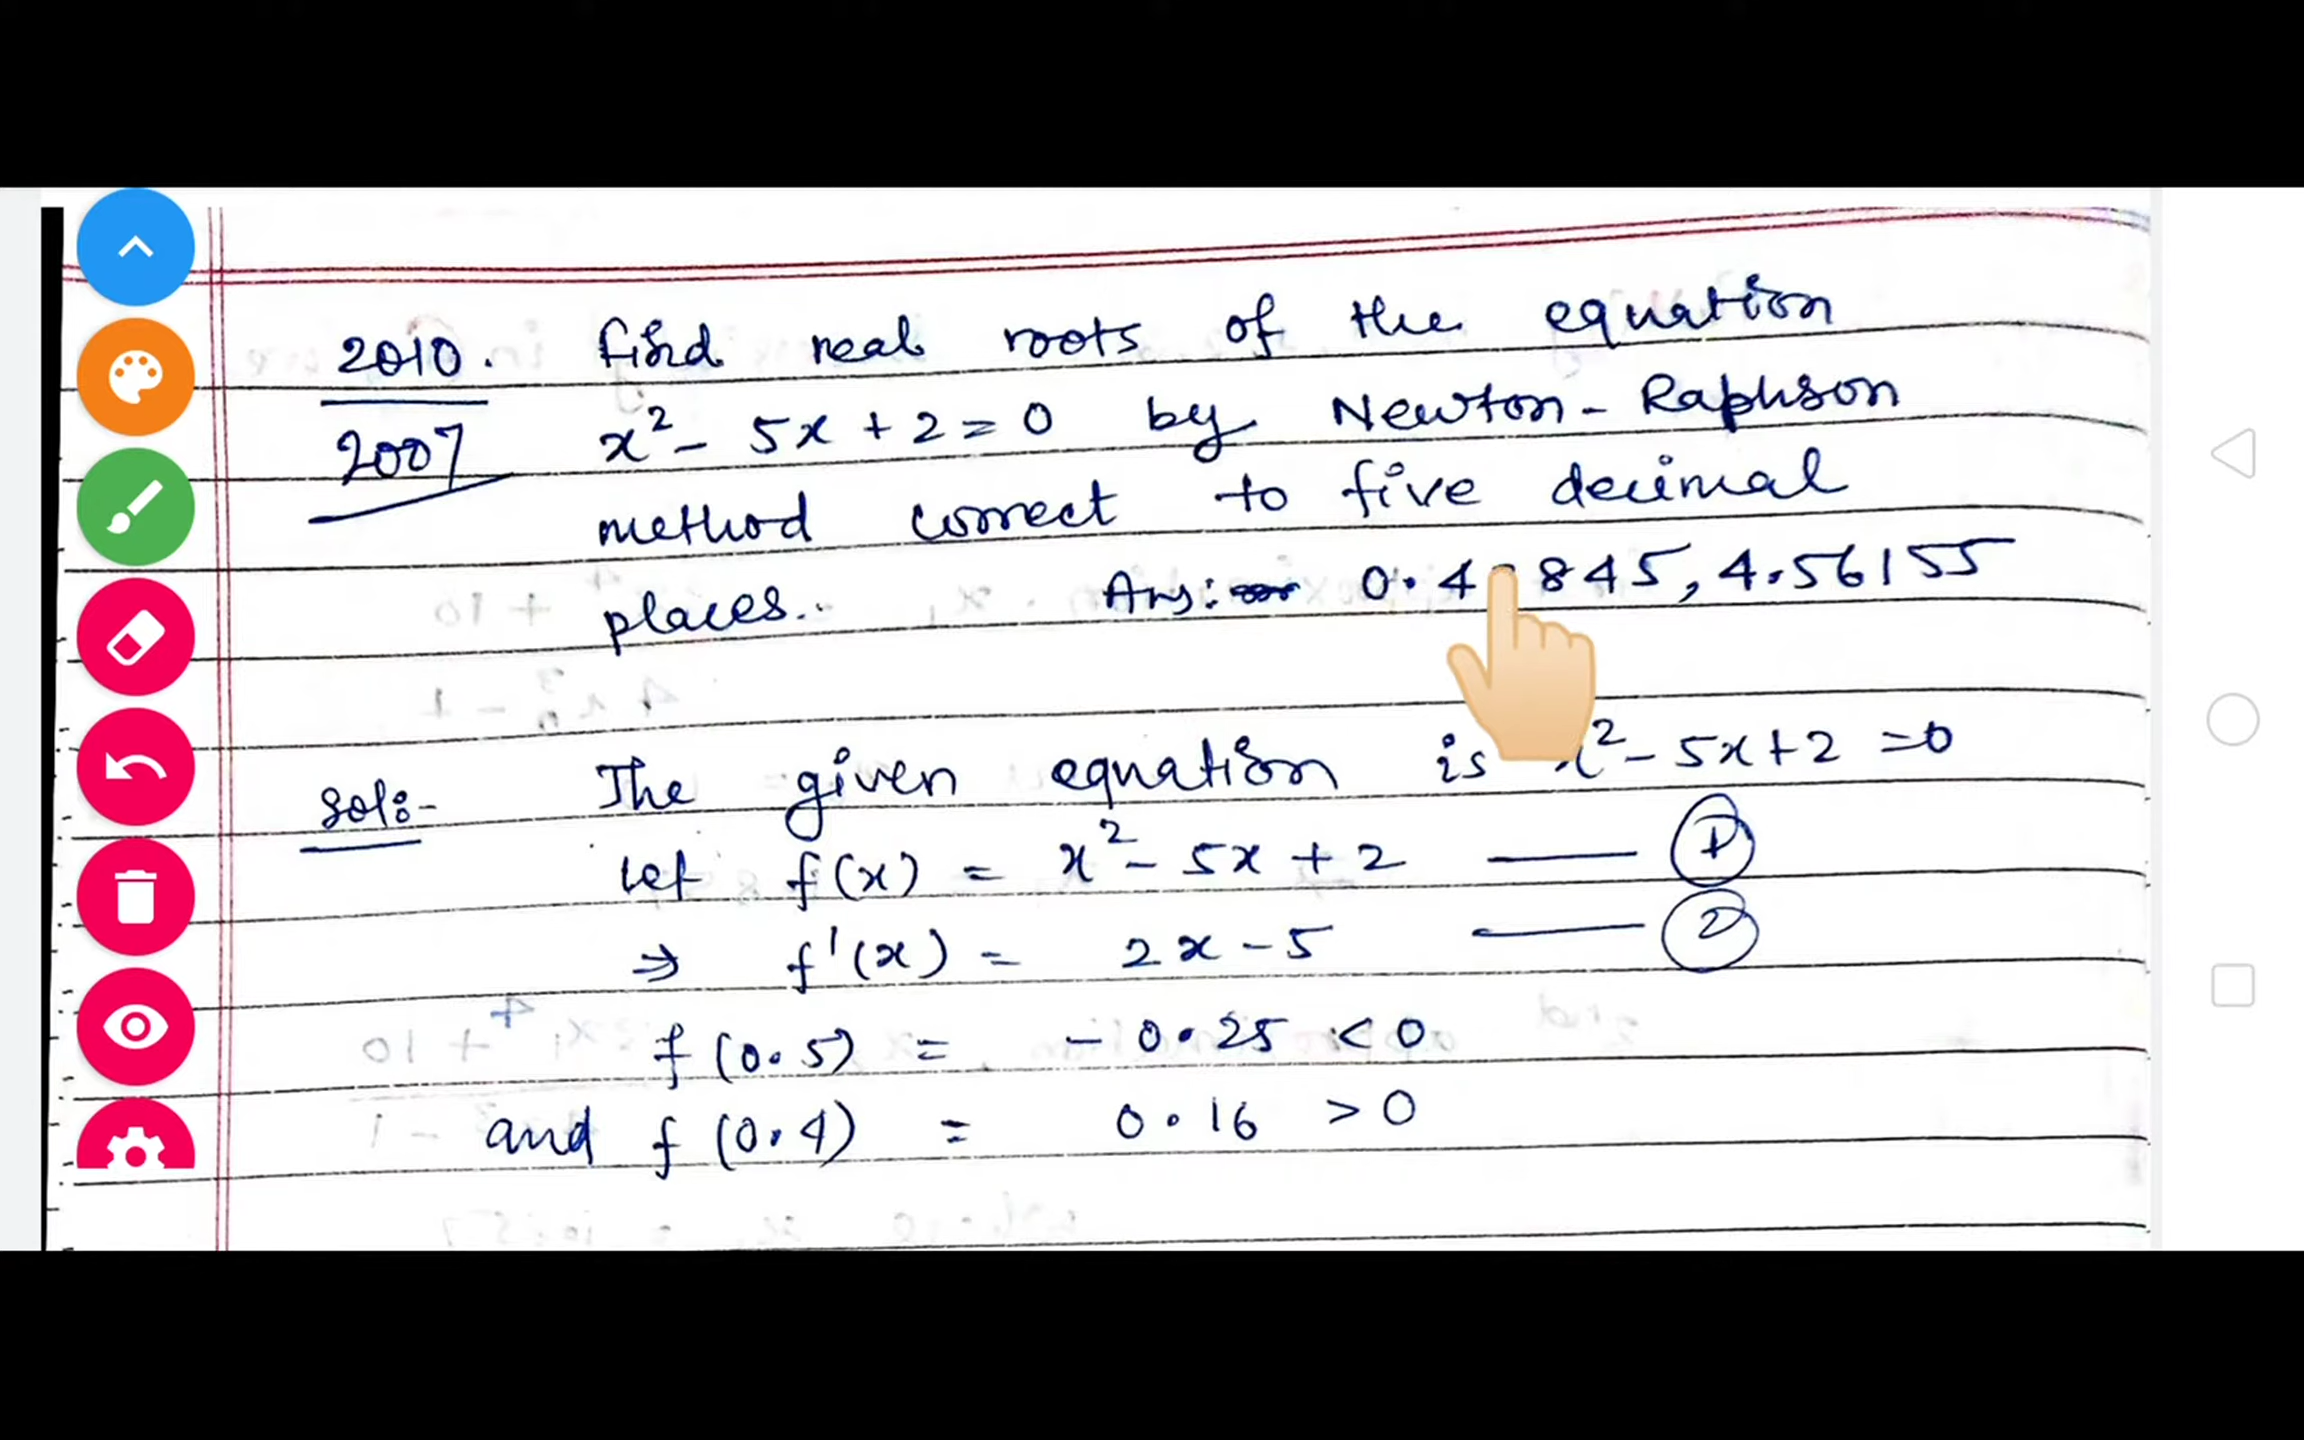 2010. Find real roots of the equation
2007 x² - 5x + 2 = 0 by Newton - Raphson
method correct to five decimal
places. Ans: 0.4 845, 4.56155
Sol:- The given equation is x² - 5x + 2 = 0
let f(x) = x² - 5x + 2 —— ①
⇒ f'(x) = 2x - 5 —— ②
f(0.5) = - 0.25 < 0
and f(0.4) = 0.16 > 0